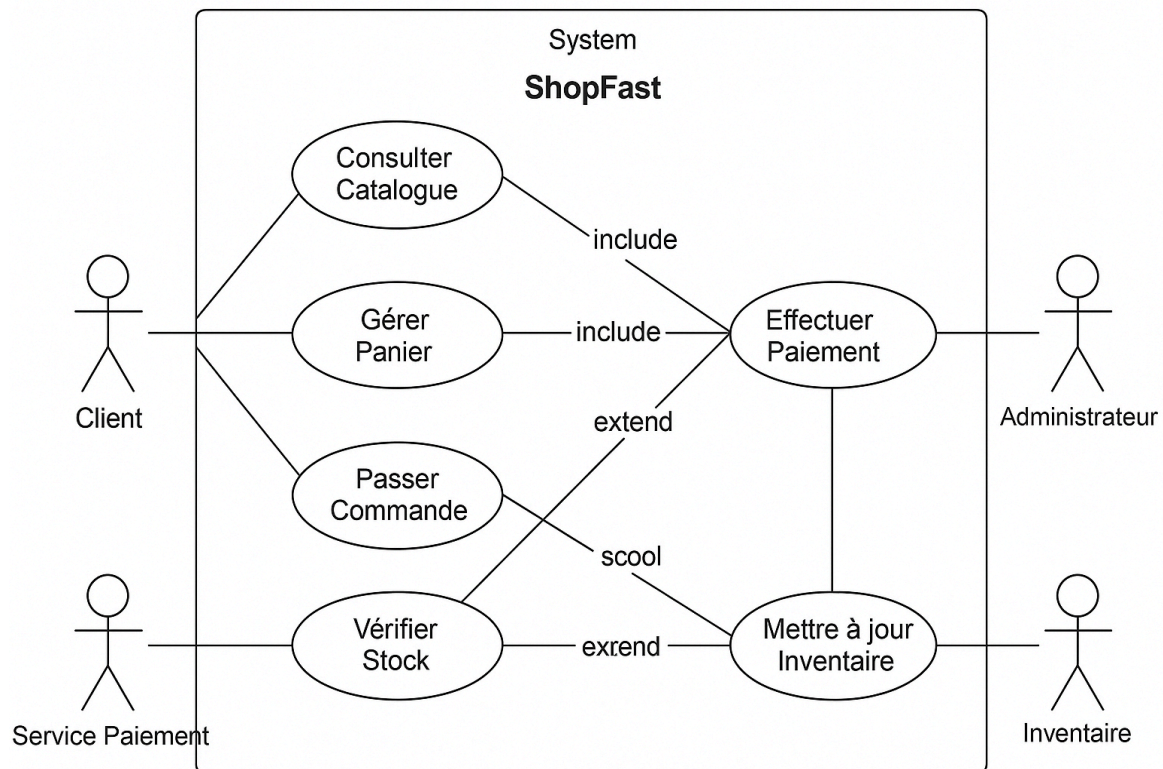 System
ShopFast
Consulter
Catalogue
include
Gérer
Panier
include
Effectuer
Paiement
Client
Administrateur
extend
Passer
Commande
scool
Vérifier
Stock
exrend
Mettre à jour
Inventaire
Service Paiement
Inventaire